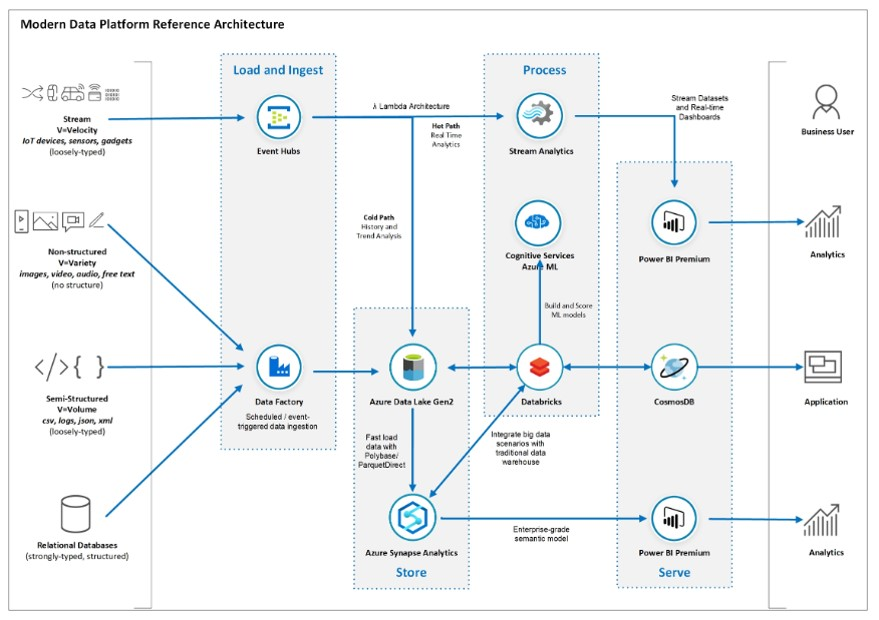 Modern Data Platform Reference Architecture
Load and Ingest
Process
Stream
V=Velocity
IoT devices, sensors, gadgets
(loosely-typed)
Event Hubs
λ Lambda Architecture
Hot Path
Real Time
Analytics
Stream Analytics
Stream Datasets
and Real-time
Dashboards
Business User
Non-structured
V=Variety
images, video, audio, free text
(no structure)
Cold Path
History and
Trend Analysis
Cognitive Services
Azure ML
Power BI Premium
Analytics
Build and Score
ML models
Semi-Structured
V=Volume
csv, logs, json, xml
(loosely-typed)
Data Factory
Scheduled / event-
triggered data ingestion
Azure Data Lake Gen2
Databricks
CosmosDB
Application
Fast load
data with
Polybase/
ParquetDirect
Integrate big data
scenarios with
traditional data
warehouse
Relational Databases
(strongly-typed, structured)
Azure Synapse Analytics
Enterprise-grade
semantic model
Power BI Premium
Analytics
Store
Serve